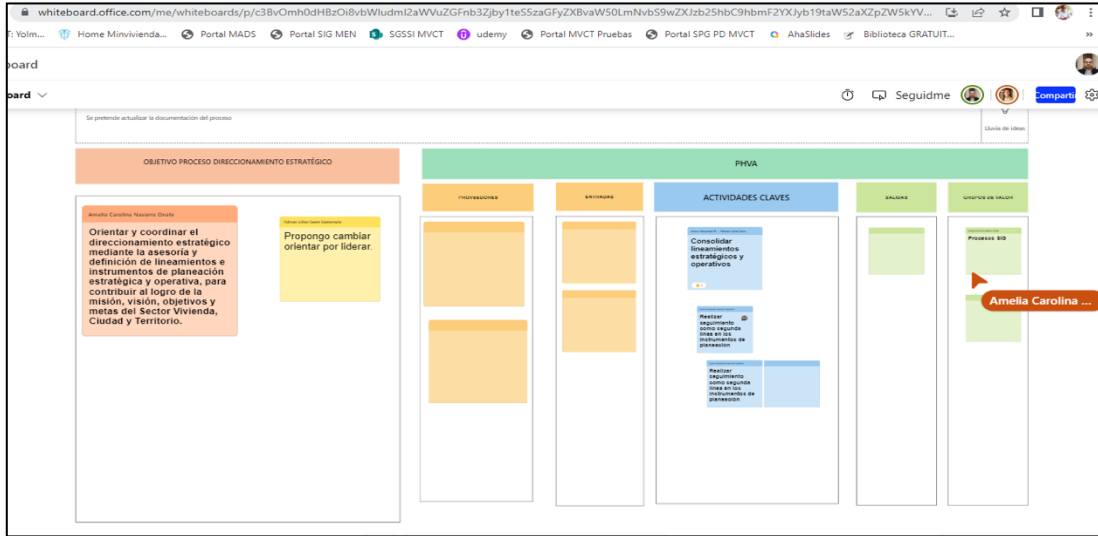 whiteboard.office.com/me/whiteboards/p/
T: Yolm... Home Minvivienda... Portal MADS Portal SIG MEN SGSSI MVCT udemy Portal MVCT Pruebas Portal SPG PD MVCT AhaSlides Biblioteca GRATUIT... »
board
oard
Seguidme
Comparti
Se pretende actualizar la documentación del proceso
Lluvia de ideas
OBJETIVO PROCESO DIRECCIONAMIENTO ESTRATÉGICO
PHVA
PROVEEDORES
ENTRADAS
ACTIVIDADES CLAVES
SALIDAS
GRUPOS DE VALOR
Amelia Carolina Navarro Onate
Orientar y coordinar el
direccionamiento estratégico
mediante la asesoría y
definición de lineamientos e
instrumentos de planeación
estratégica y operativa, para
contribuir al logro de la
misión, visión, objetivos y
metas del Sector Vivienda,
Ciudad y Territorio.
Propongo cambiar
orientar por liderar.
Consolidar
lineamientos
estratégicos y
operativos
Realizar
seguimiento
como segunda
línea en los
instrumentos de
planeación
Realizar
seguimiento
como segunda
línea en los
instrumentos de
planeación
Procesos SIG
Amelia Carolina ...